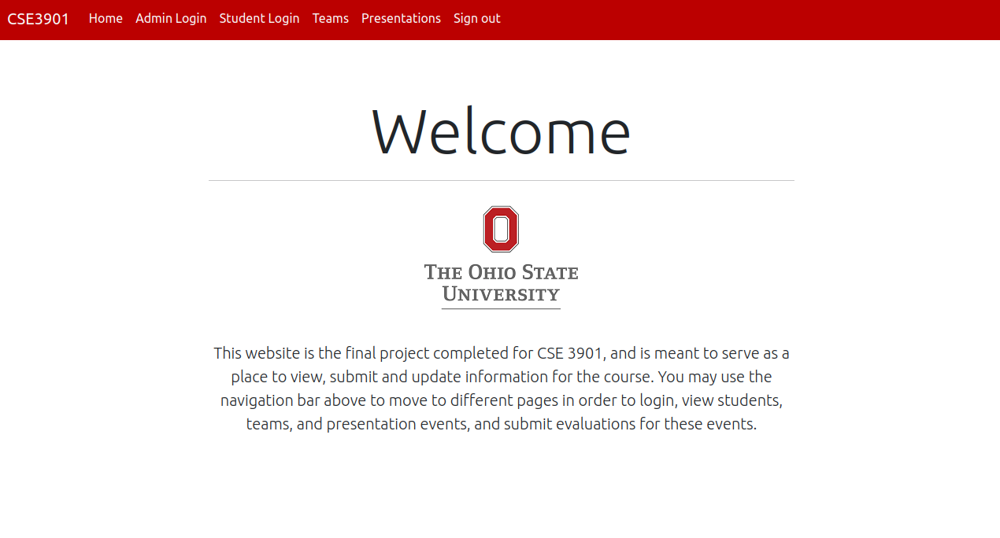 CSE3901 Home Admin Login Student Login Teams Presentations Sign out
Welcome
The Ohio State
University
This website is the final project completed for CSE 3901, and is meant to serve as a
place to view, submit and update information for the course. You may use the
navigation bar above to move to different pages in order to login, view students,
teams, and presentation events, and submit evaluations for these events.